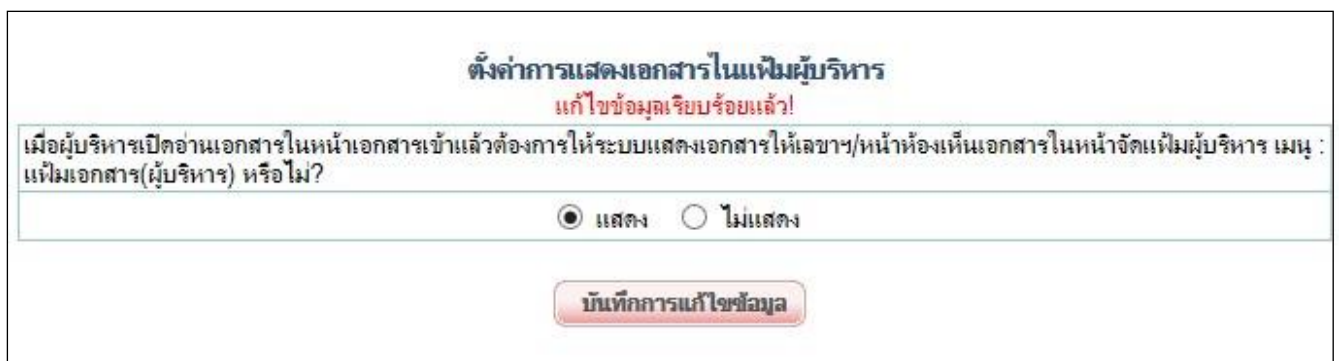 ตั้งค่าการแสดงเอกสารในแฟ้มผู้บริหาร
แก้ไขข้อมูลเรียบร้อยแล้ว!
เมื่อผู้บริหารเปิดอ่านเอกสารในหน้าเอกสารเข้าแล้วต้องการให้ระบบแสดงเอกสารให้เลขาฯ/หน้าห้องเห็นเอกสารในหน้าจัดแฟ้มผู้บริหาร เมนู :
แฟ้มเอกสาร(ผู้บริหาร) หรือไม่?
แสดง ไม่แสดง
บันทึกการแก้ไขข้อมูล